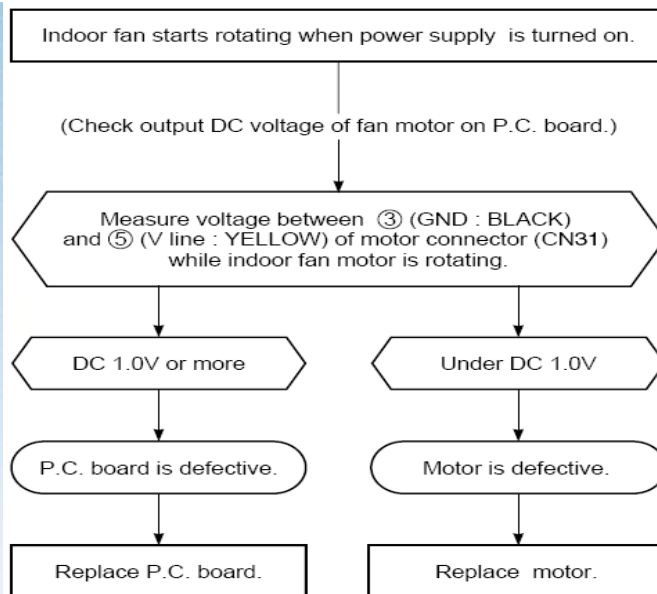 Indoor fan starts rotating when power supply is turned on.
(Check output DC voltage of fan motor on P.C. board.)
Measure voltage between ③ (GND : BLACK)
and ⑤ (V line : YELLOW) of motor connector (CN31)
while indoor fan motor is rotating.
DC 1.0V or more
Under DC 1.0V
P.C. board is defective.
Motor is defective.
Replace P.C. board.
Replace motor.